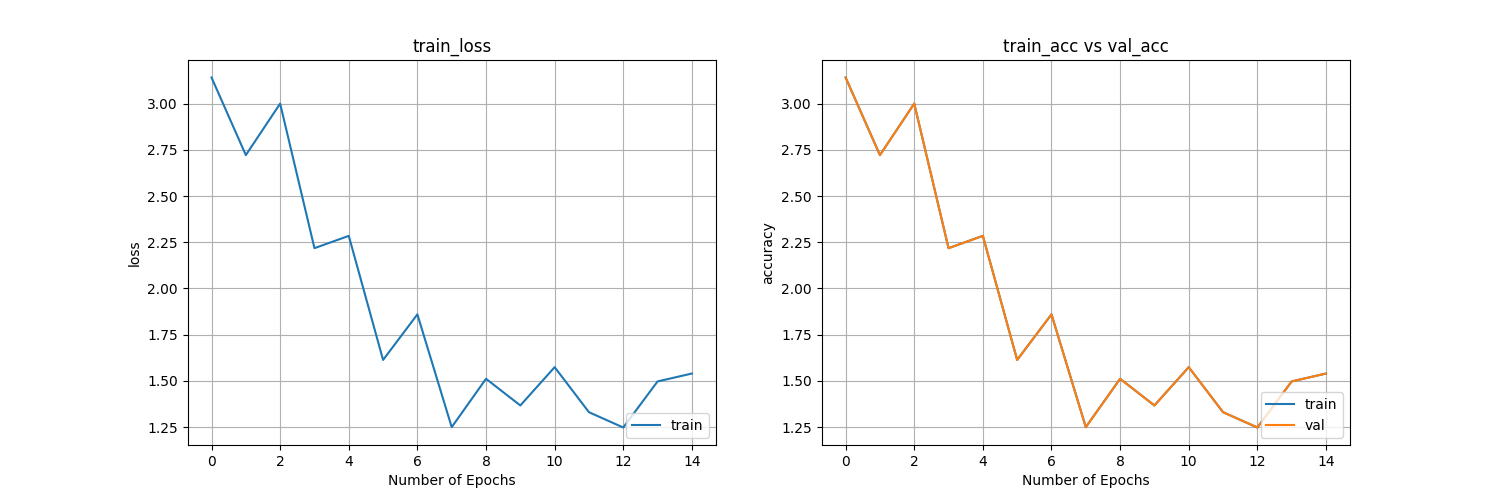 train_loss
3.00
2.75
2.50
2.25
2.00
1.75
1.50
1.25
loss
0 2 4 6 8 10 12 14
Number of Epochs
train
train_acc vs val_acc
3.00
2.75
2.50
2.25
2.00
1.75
1.50
1.25
accuracy
0 2 4 6 8 10 12 14
Number of Epochs
train
val